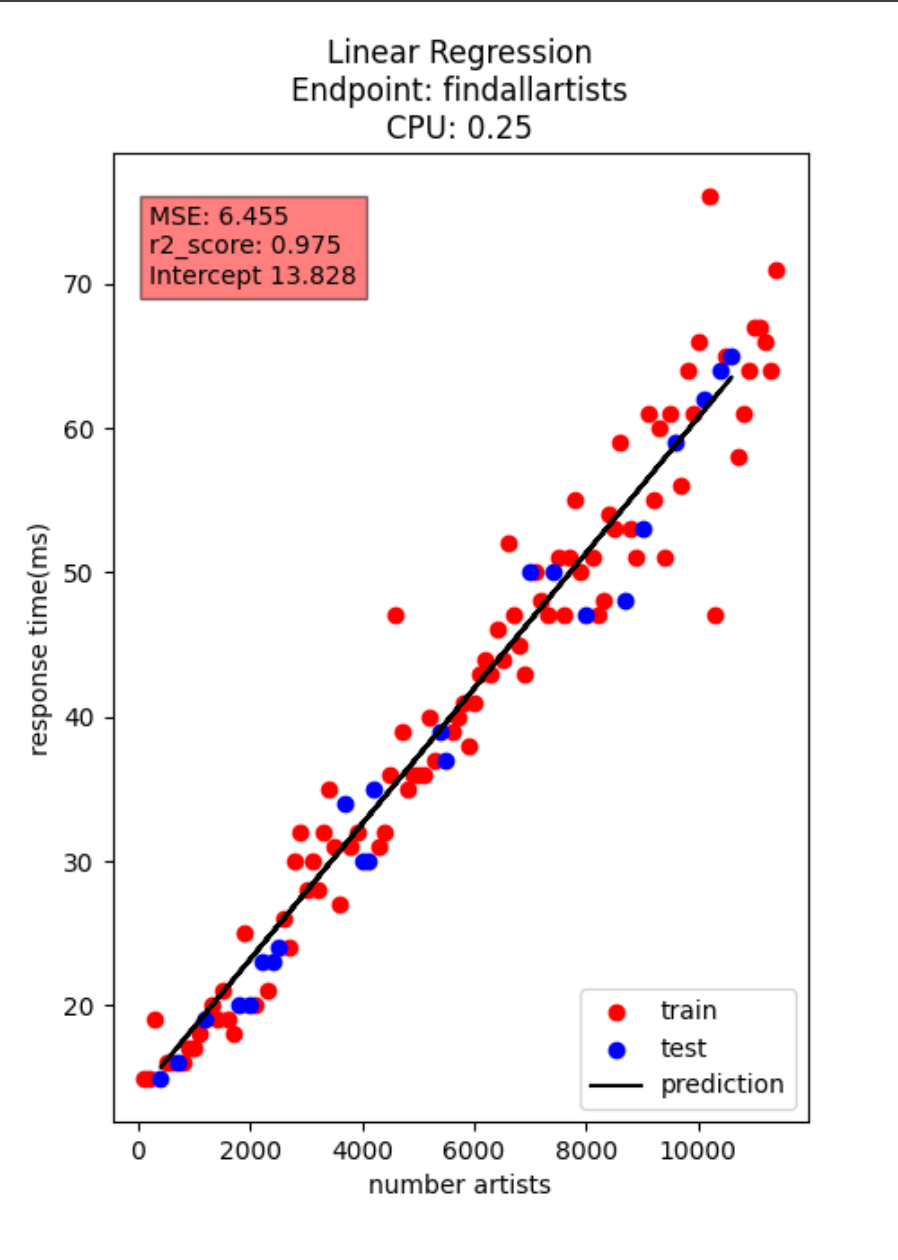 Linear Regression
Endpoint: findallartists
CPU: 0.25
MSE: 6.455
r2_score: 0.975
Intercept 13.828
70
60
50
40
30
20
response time(ms)
train
test
prediction
0 2000 4000 6000 8000 10000
number artists